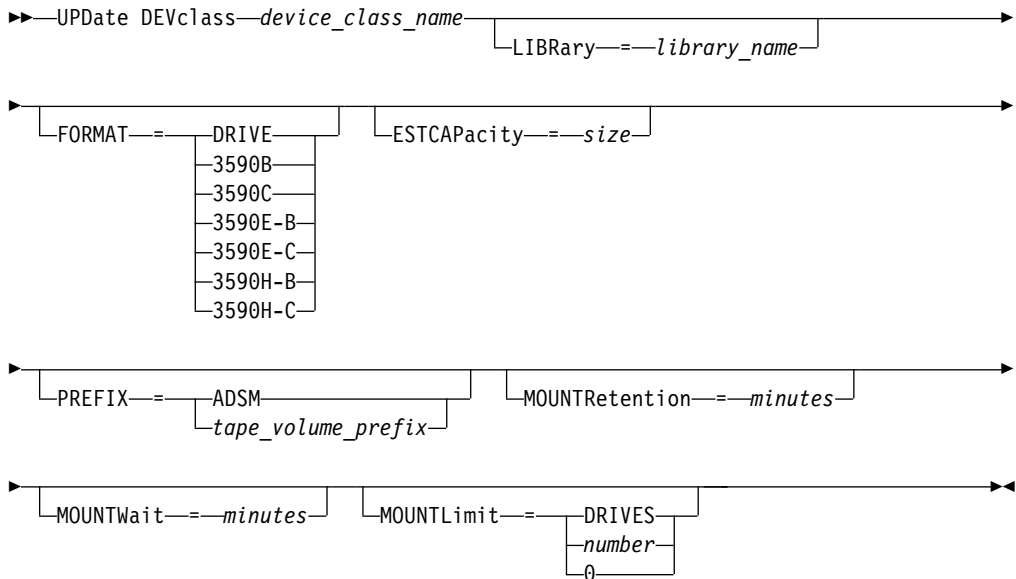 UPDate DEVclass device_class_name
LIBRary = library_name
FORMAT = DRIVE
3590B
3590C
3590E-B
3590E-C
3590H-B
3590H-C
ESTCAPacity = size
PREFIX = ADSM
tape_volume_prefix
MOUNTRetention = minutes
MOUNTWait = minutes
MOUNTLimit = DRIVES
number
0